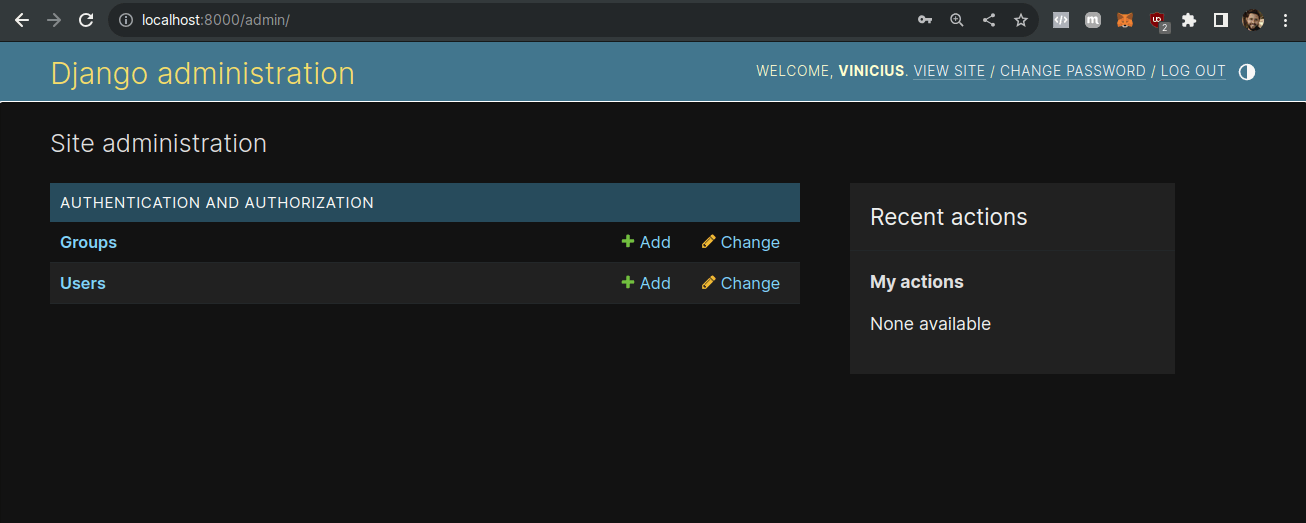 localhost:8000/admin/
2
Django administration
WELCOME, VINICIUS. VIEW SITE / CHANGE PASSWORD / LOG OUT
Site administration
AUTHENTICATION AND AUTHORIZATION
Groups Add Change
Users Add Change
Recent actions
My actions
None available